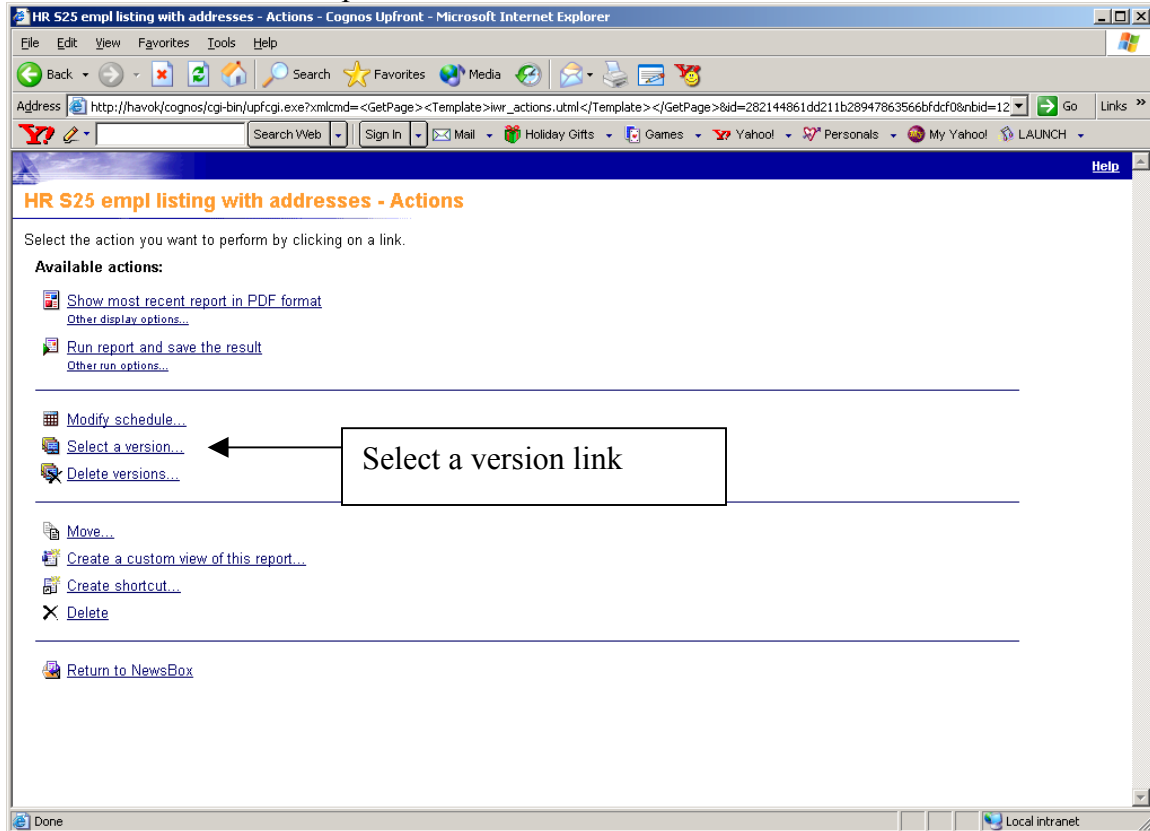 HR S25 empl listing with addresses - Actions - Cognos Upfront - Microsoft Internet Explorer
File Edit View Favorites Tools Help
Back Search Favorites Media
Address http://havok/cognos/cgi-bin/upfcgi.exe?xmlcmd=<GetPage><Template>iwr_actions.utml</Template></GetPage>&id=282144861dd211b28947863566bfdcf0&nbid=12 Go Links »
Y! Search Web Sign In Mail Holiday Gifts Games Yahoo! Personals My Yahoo! LAUNCH
Help
HR S25 empl listing with addresses - Actions
Select the action you want to perform by clicking on a link.
Available actions:
Show most recent report in PDF format
Other display options...
Run report and save the result
Other run options...
Modify schedule...
Select a version...
Select a version link
Delete versions...
Move...
Create a custom view of this report...
Create shortcut...
Delete
Return to NewsBox
Done Local intranet